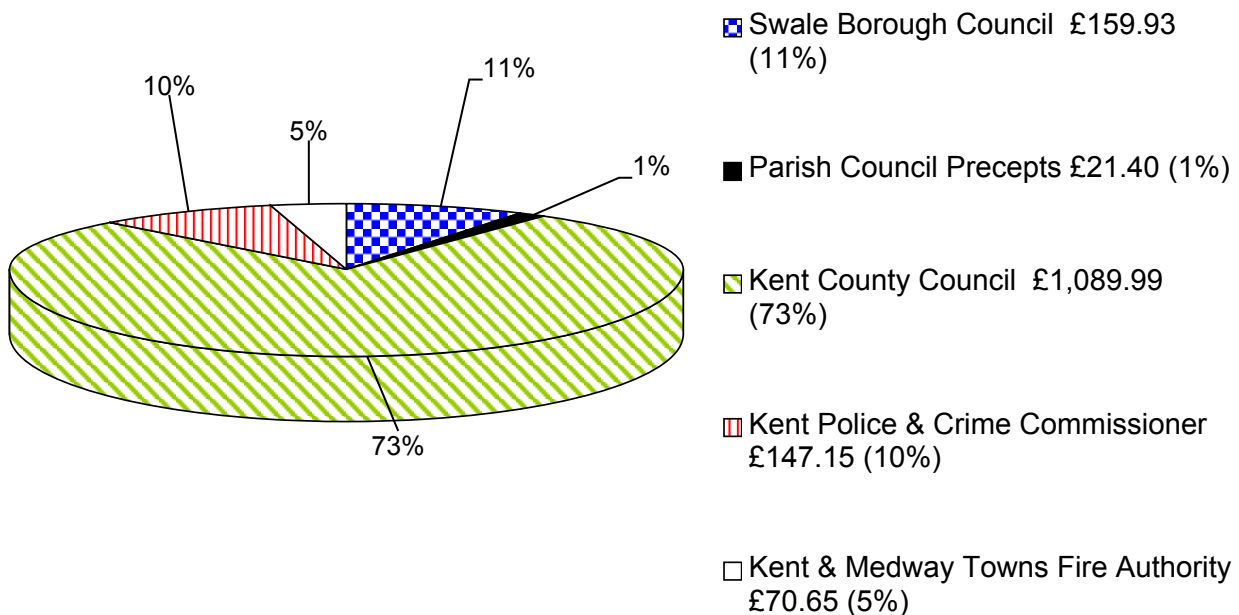 10%
5%
11%
1%
73%
Swale Borough Council £159.93
(11%)
Parish Council Precepts £21.40 (1%)
Kent County Council £1,089.99
(73%)
Kent Police & Crime Commissioner
£147.15 (10%)
Kent & Medway Towns Fire Authority
£70.65 (5%)